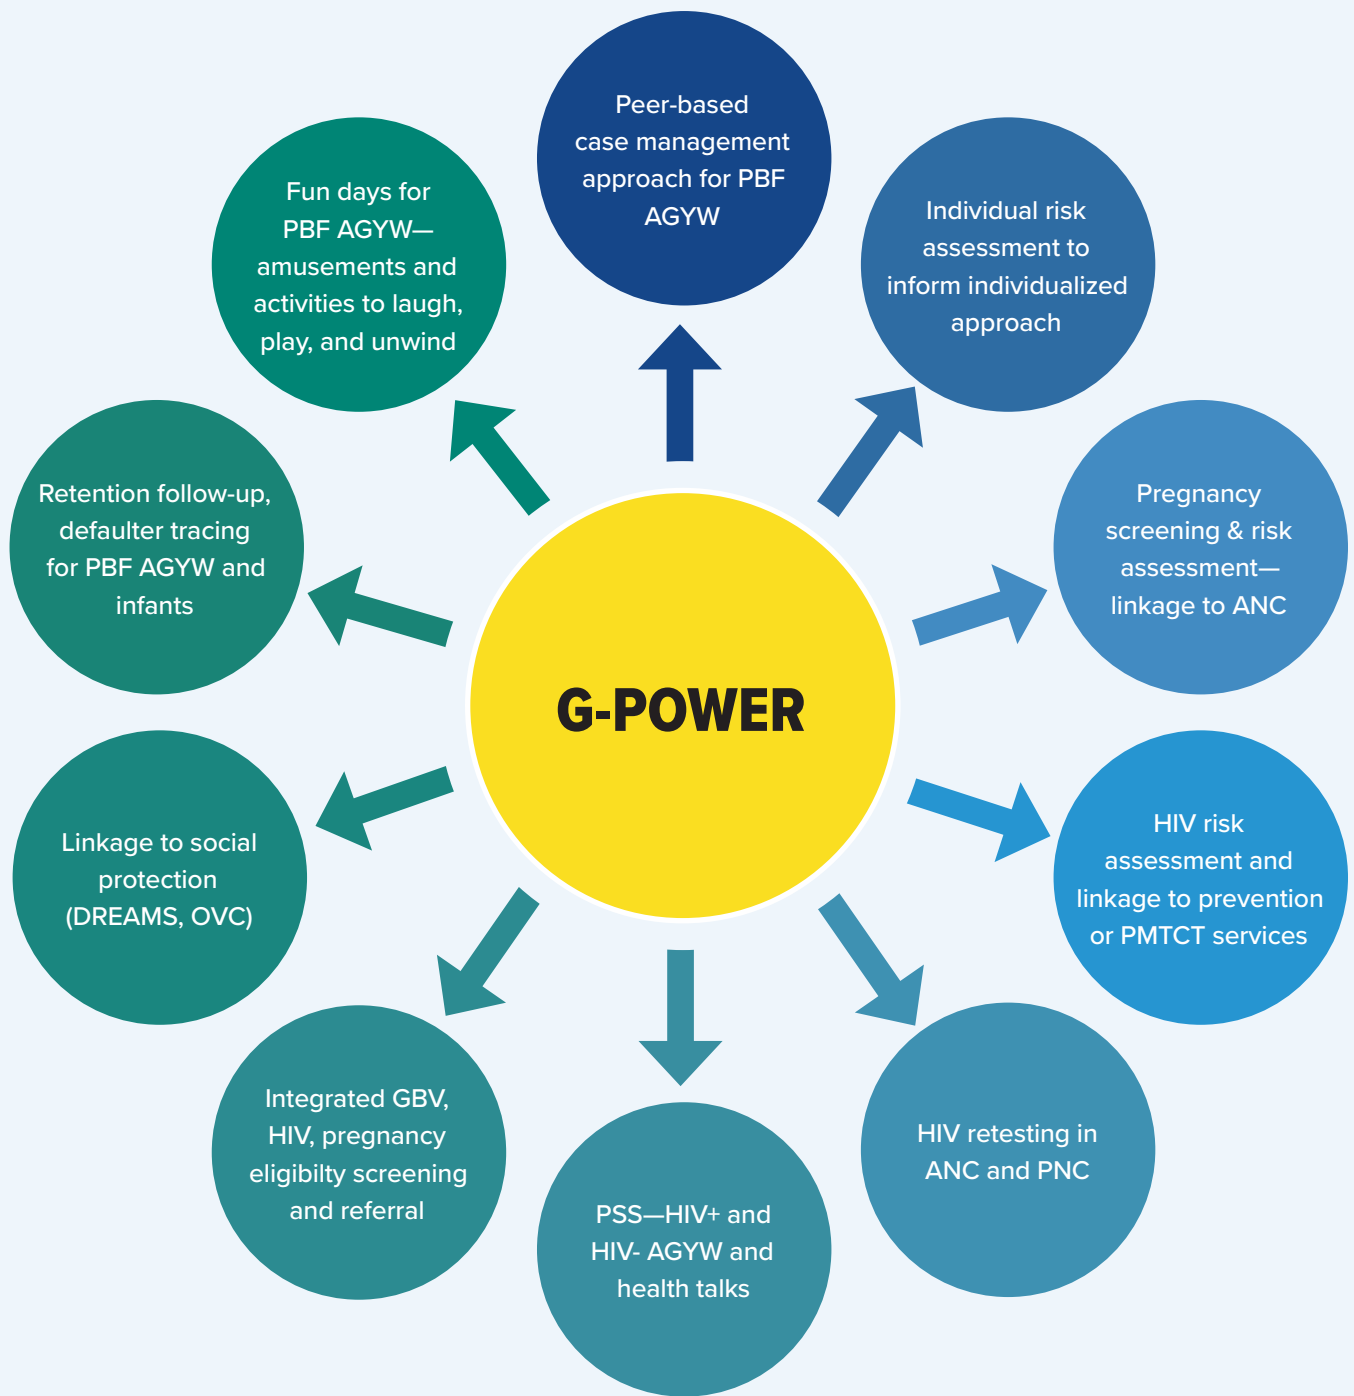 Peer-based
case management
approach for PBF
AGYW
Individual risk
assessment to
inform individualized
approach
Pregnancy
screening & risk
assessment—
linkage to ANC
HIV risk
assessment and
linkage to prevention
or PMTCT services
HIV retesting in
ANC and PNC
PSS—HIV+ and
HIV- AGYW and
health talks
Integrated GBV,
HIV, pregnancy
eligibilty screening
and referral
Linkage to social
protection
(DREAMS, OVC)
Retention follow-up,
defaulter tracing
for PBF AGYW and
infants
Fun days for
PBF AGYW—
amusements and
activities to laugh,
play, and unwind
G-POWER